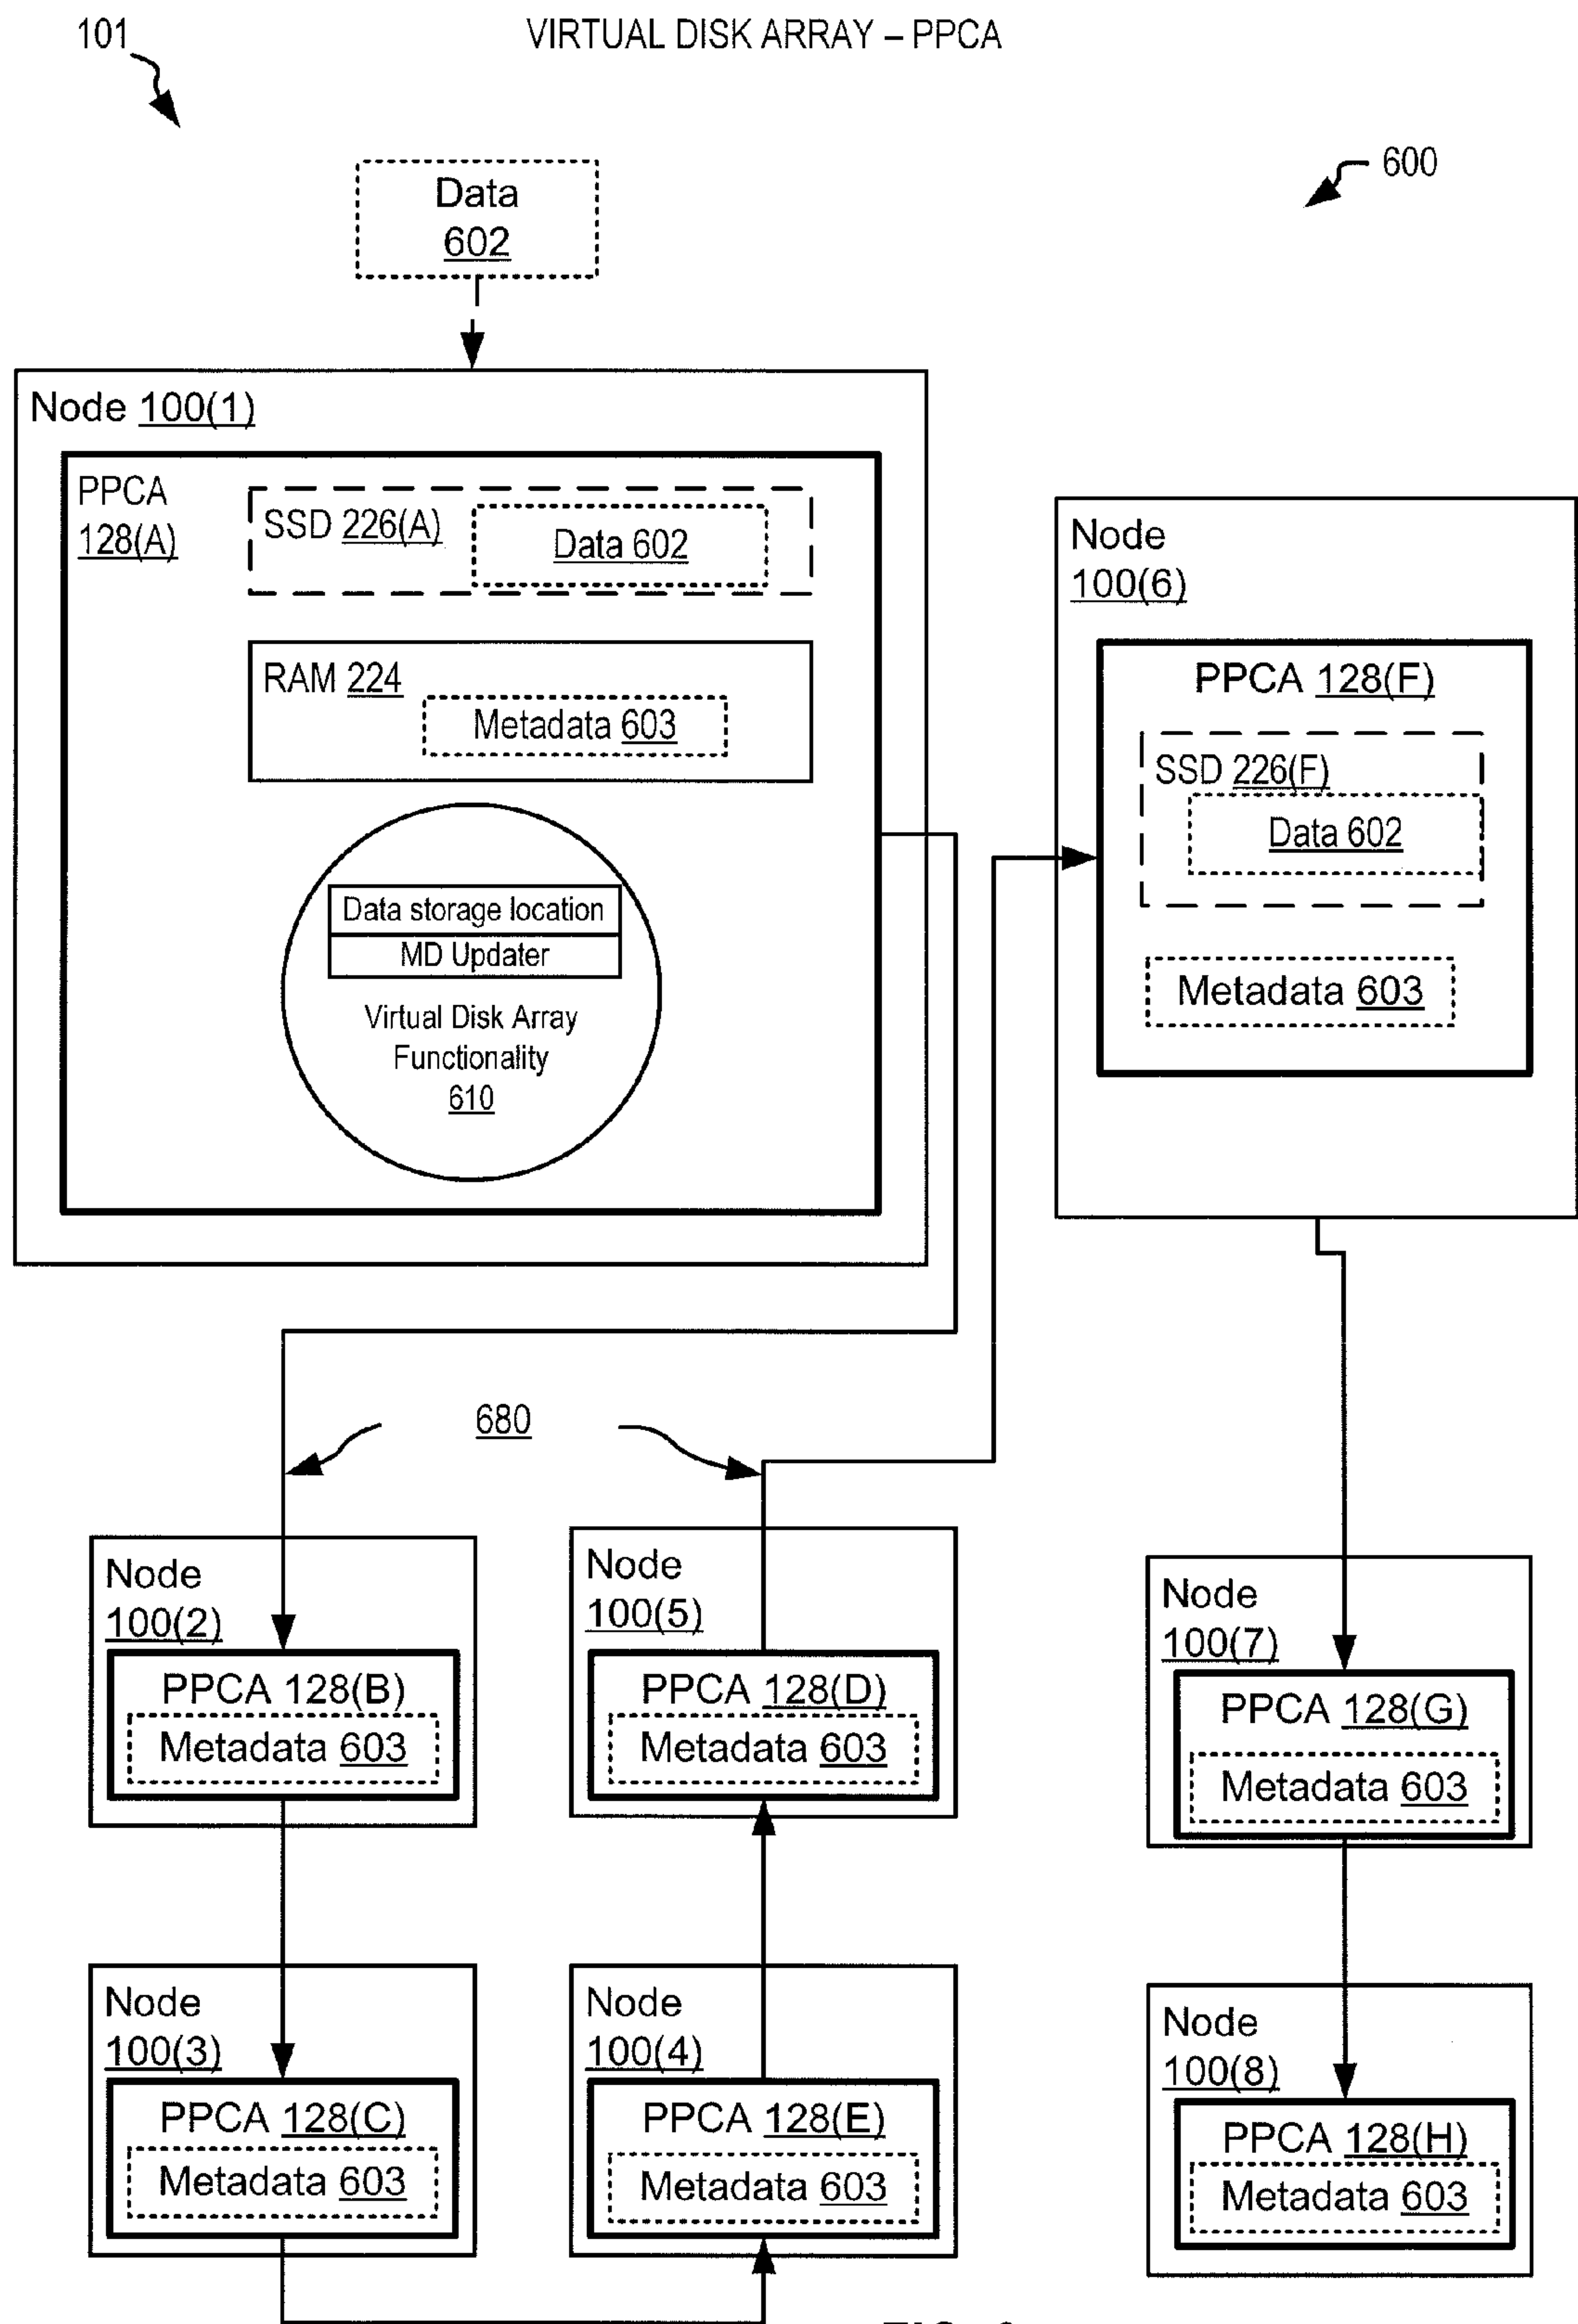 101
VIRTUAL DISK ARRAY – PPCA
600
Data
602
Node 100(1)
PPCA
128(A)
SSD 226(A)
Data 602
RAM 224
Metadata 603
Data storage location
MD Updater
Virtual Disk Array
Functionality
610
Node
100(6)
PPCA 128(F)
SSD 226(F)
Data 602
Metadata 603
680
Node
100(2)
PPCA 128(B)
Metadata 603
Node
100(5)
PPCA 128(D)
Metadata 603
Node
100(7)
PPCA 128(G)
Metadata 603
Node
100(3)
PPCA 128(C)
Metadata 603
Node
100(4)
PPCA 128(E)
Metadata 603
Node
100(8)
PPCA 128(H)
Metadata 603